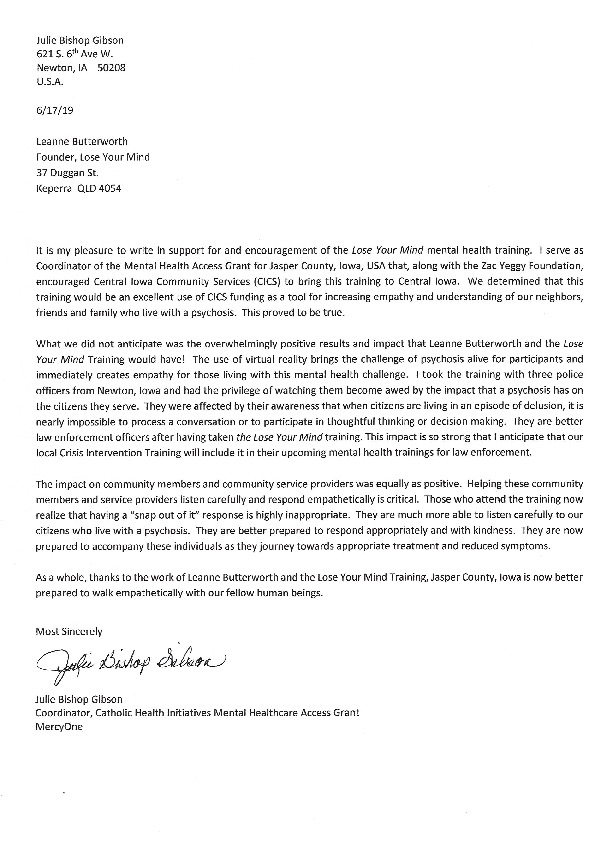 Julie Bishop Gibson
621 S. 6th Ave W.
Newton, IA 50208
U.S.A.
6/17/19
Leanne Butterworth
Founder, Lose Your Mind
37 Duggan St.
Keperra QLD 4054
It is my pleasure to write in support for and encouragement of the Lose Your Mind mental health training. I serve as
Coordinator of the Mental Health Access Grant for Jasper County, Iowa, USA that, along with the Zac Yeggy Foundation,
encouraged Central Iowa Community Services (CICS) to bring this training to Central Iowa. We determined that this
training would be an excellent use of CICS funding as a tool for increasing empathy and understanding of our neighbors,
friends and family who live with a psychosis. This proved to be true.
What we did not anticipate was the overwhelmingly positive results and impact that Leanne Butterworth and the Lose
Your Mind Training would have! The use of virtual reality brings the challenge of psychosis alive for participants and
immediately creates empathy for those living with this mental health challenge. I took the training with three police
officers from Newton, Iowa and had the privilege of watching them become awed by the impact that a psychosis has on
the citizens they serve. They were affected by their awareness that when citizens are living in an episode of delusion, it is
nearly impossible to process a conversation or to participate in thoughtful thinking or decision making. They are better
law enforcement officers after having taken the Lose Your Mind training. This impact is so strong that I anticipate that our
local Crisis Intervention Training will include it in their upcoming mental health trainings for law enforcement.
The impact on community members and community service providers was equally as positive. Helping these community
members and service providers listen carefully and respond empathetically is critical. Those who attend the training now
realize that having a "snap out of it" response is highly inappropriate. They are much more able to listen carefully to our
citizens who live with a psychosis. They are better prepared to respond appropriately and with kindness. They are now
prepared to accompany these individuals as they journey towards appropriate treatment and reduced symptoms.
As a whole, thanks to the work of Leanne Butterworth and the Lose Your Mind Training, Jasper County, Iowa is now better
prepared to walk empathetically with our fellow human beings.
Most Sincerely
Julie Bishop Gibson
Julie Bishop Gibson
Coordinator, Catholic Health Initiatives Mental Healthcare Access Grant
MercyOne